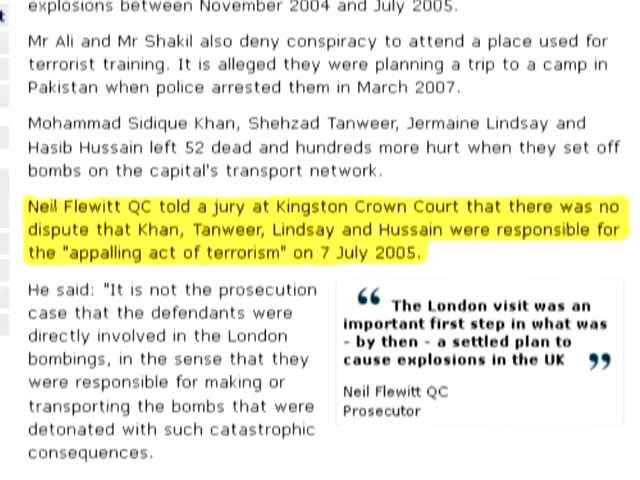 explosions between November 2004 and July 2005.
Mr Ali and Mr Shakil also deny conspiracy to attend a place used for
terrorist training. It is alleged they were planning a trip to a camp in
Pakistan when police arrested them in March 2007.
Mohammad Sidique Khan, Shehzad Tanweer, Jermaine Lindsay and
Hasib Hussain left 52 dead and hundreds more hurt when they set off
bombs on the capital's transport network.
Neil Flewitt QC told a jury at Kingston Crown Court that there was no
dispute that Khan, Tanweer, Lindsay and Hussain were responsible for
the "appalling act of terrorism" on 7 July 2005.
He said: "It is not the prosecution
case that the defendants were
directly involved in the London
bombings, in the sense that they
were responsible for making or
transporting the bombs that were
detonated with such catastrophic
consequences.
“ The London visit was an
important first step in what was
- by then - a settled plan to
cause explosions in the UK ”
Neil Flewitt QC
Prosecutor